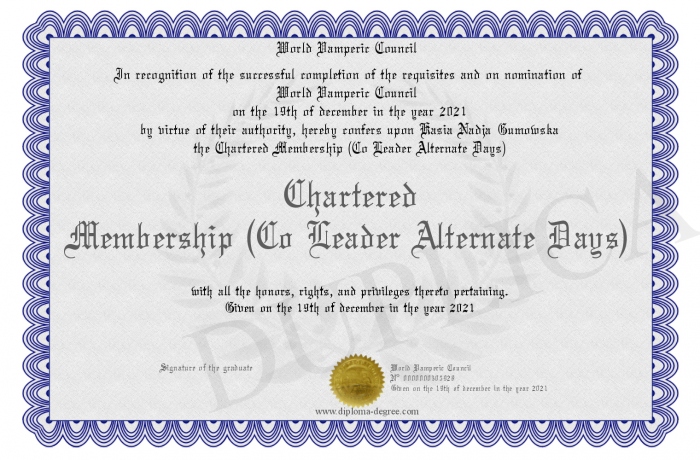 World Vamperic Council
In recognition of the successful completion of the requisites and on nomination of
World Vamperic Council
on the 19th of december in the year 2021
by virtue of their authority, hereby confers upon Kasia Nadja Gumowska
the Chartered Membership (Co Leader Alternate Days)
Chartered
Membership (Co Leader Alternate Days)
with all the honors, rights, and privileges thereto pertaining.
Given on the 19th of december in the year 2021
Signature of the graduate
World Vamperic Council
Given on the 19th of december in the year 2021
www.diploma-degree.com
DUPLICA